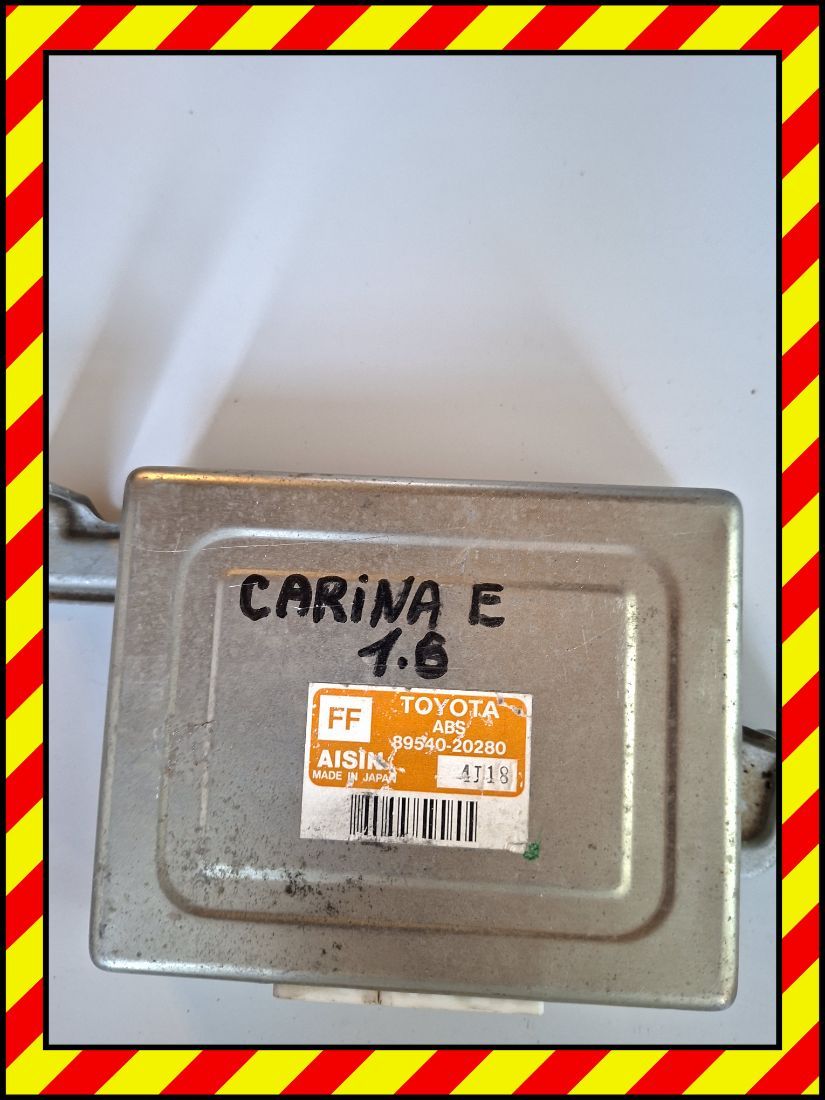 CARiNA E
1.6
FF
TOYOTA
ABS
89540-20280
AISIN
MADE IN JAPAN
4J18